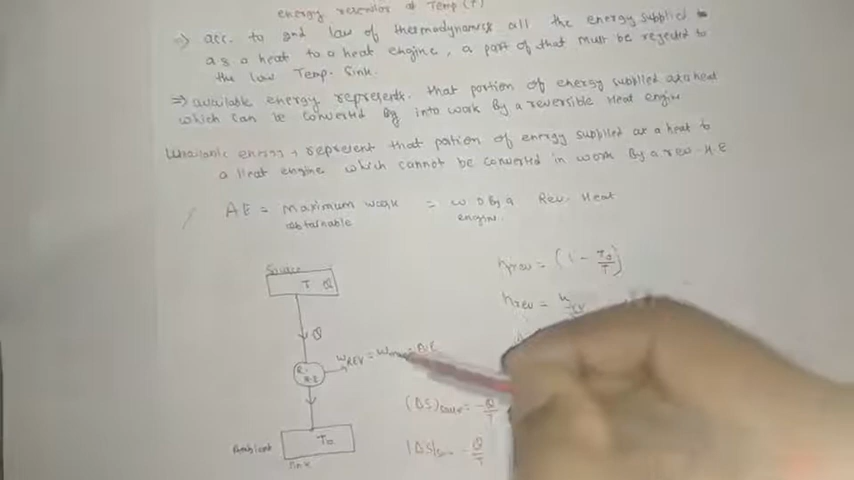 energy reservior at Temp (T)
=> acc. to 2nd law of thermodynamics all the energy supplied
as a heat to a heat engine, a part of that must be rejected to
the low Temp. Sink.
=> available energy represents that portion of energy supplied as a heat
which can be converted by into work By a reversible Heat engine
energy → represent that portion of energy supplied as a heat to
a Heat engine which cannot be converted in work By a rev. H.E
AE = maximum work = W D By a Rev. Heat
obtainable engine.
Source
T Q
Q
R.
H.E
WREV = A.E
Ambient T0
Sink
ηrev = (1 - T0/T)
ηrev =
(ΔS)source = -Q/T
Q/T